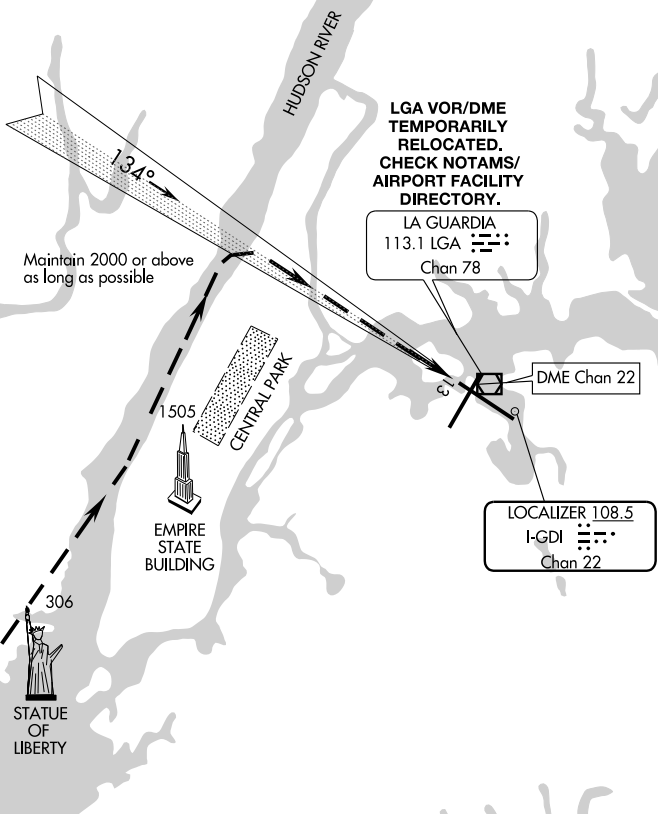 HUDSON RIVER
LGA VOR/DME
TEMPORARILY
RELOCATED.
CHECK NOTAMS/
AIRPORT FACILITY
DIRECTORY.
134°
LA GUARDIA
113.1 LGA
Chan 78
Maintain 2000 or above
as long as possible
CENTRAL PARK
13
DME Chan 22
1505
EMPIRE
STATE
BUILDING
LOCALIZER 108.5
I-GDI
Chan 22
306
STATUE
OF
LIBERTY